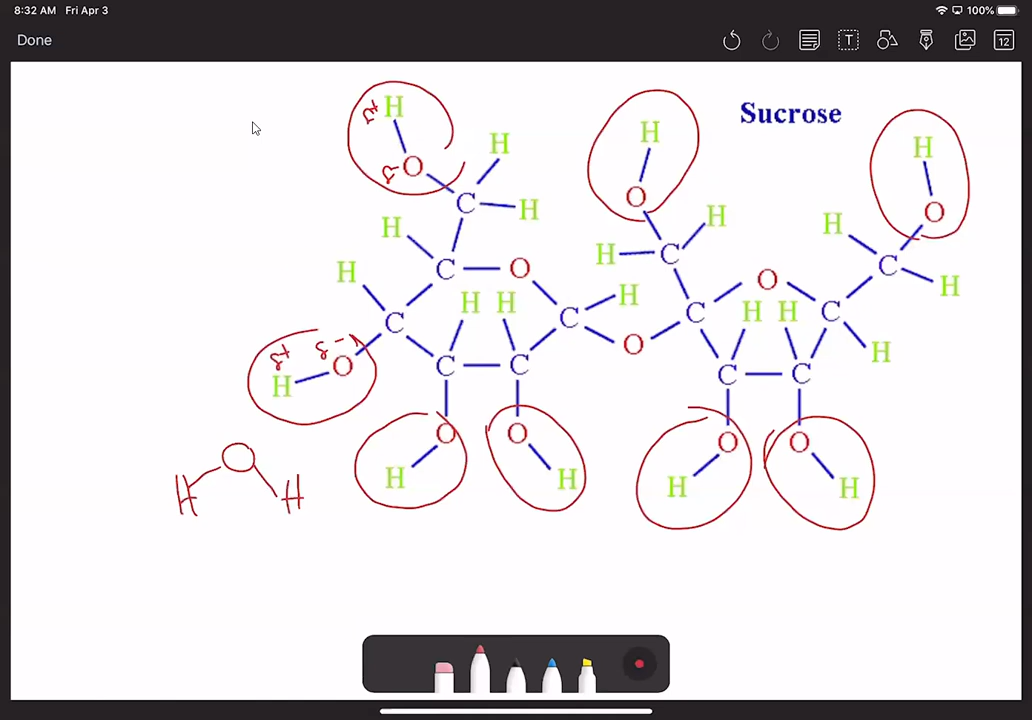 8:32 AM Fri Apr 3 100%
Done T 12
Sucrose
δ+ H H H H
δ- O H O O
C H H H H C
H H C O H C O C H
C H H C H O C H H C H
δ+ δ- C C O C C
H O
O O O O
H H H H
O
H H